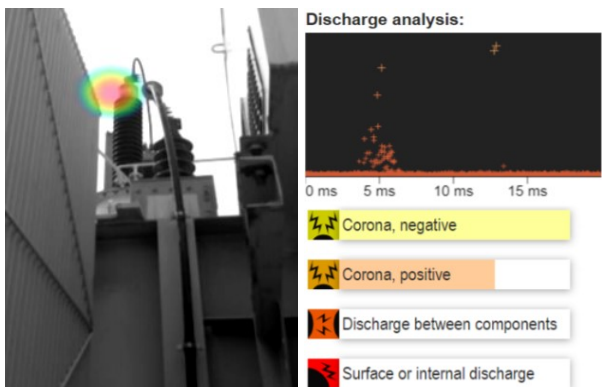 Discharge analysis:
0 ms 5 ms 10 ms 15 ms
Corona, negative
Corona, positive
Discharge between components
Surface or internal discharge